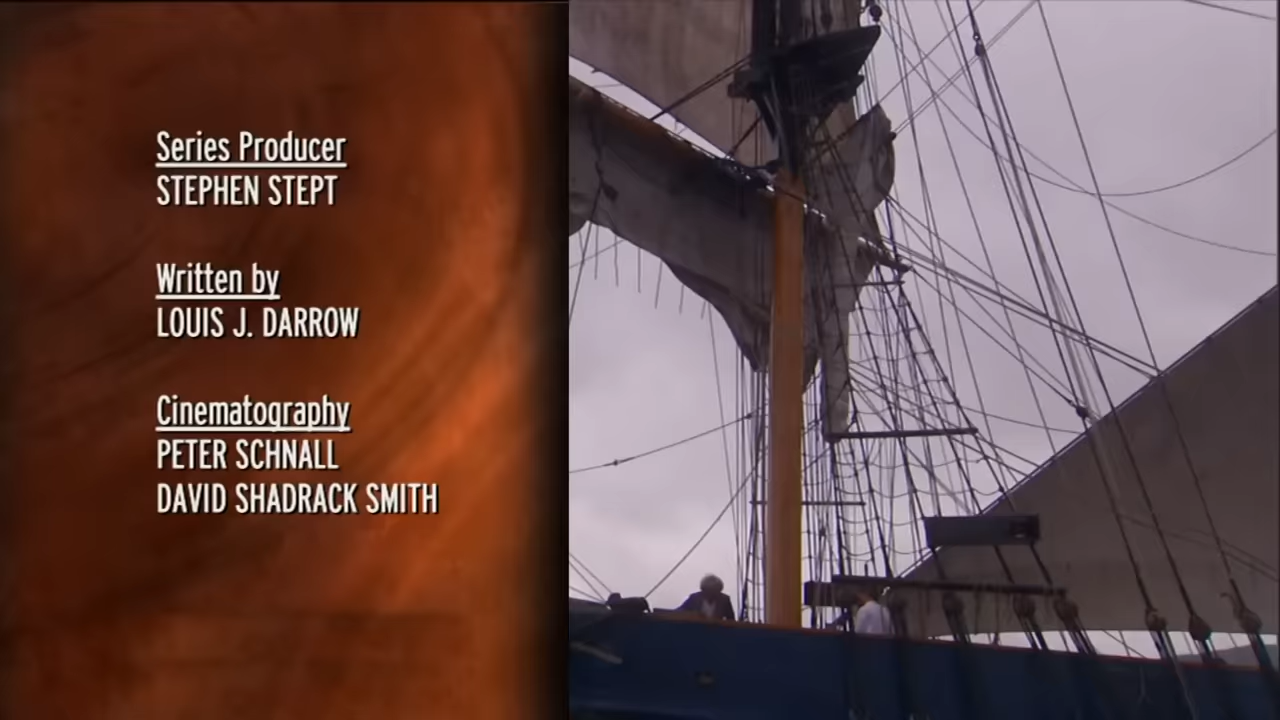 Series Producer
STEPHEN STEPT
Written by
LOUIS J. DARROW
Cinematography
PETER SCHNALL
DAVID SHADRACK SMITH